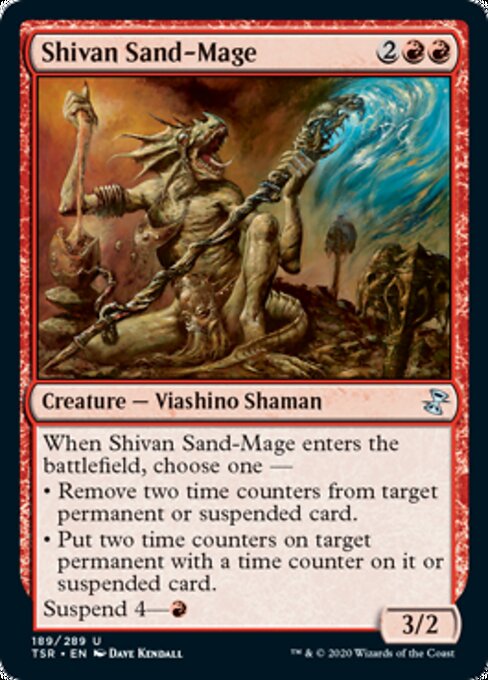 Shivan Sand-Mage 2
Creature — Viashino Shaman
When Shivan Sand-Mage enters the
battlefield, choose one —
• Remove two time counters from target
permanent or suspended card.
• Put two time counters on target
permanent with a time counter on it or
suspended card.
Suspend 4—
3/2
189/289 U
TSR • EN Dave Kendall
™ & © 2020 Wizards of the Coast